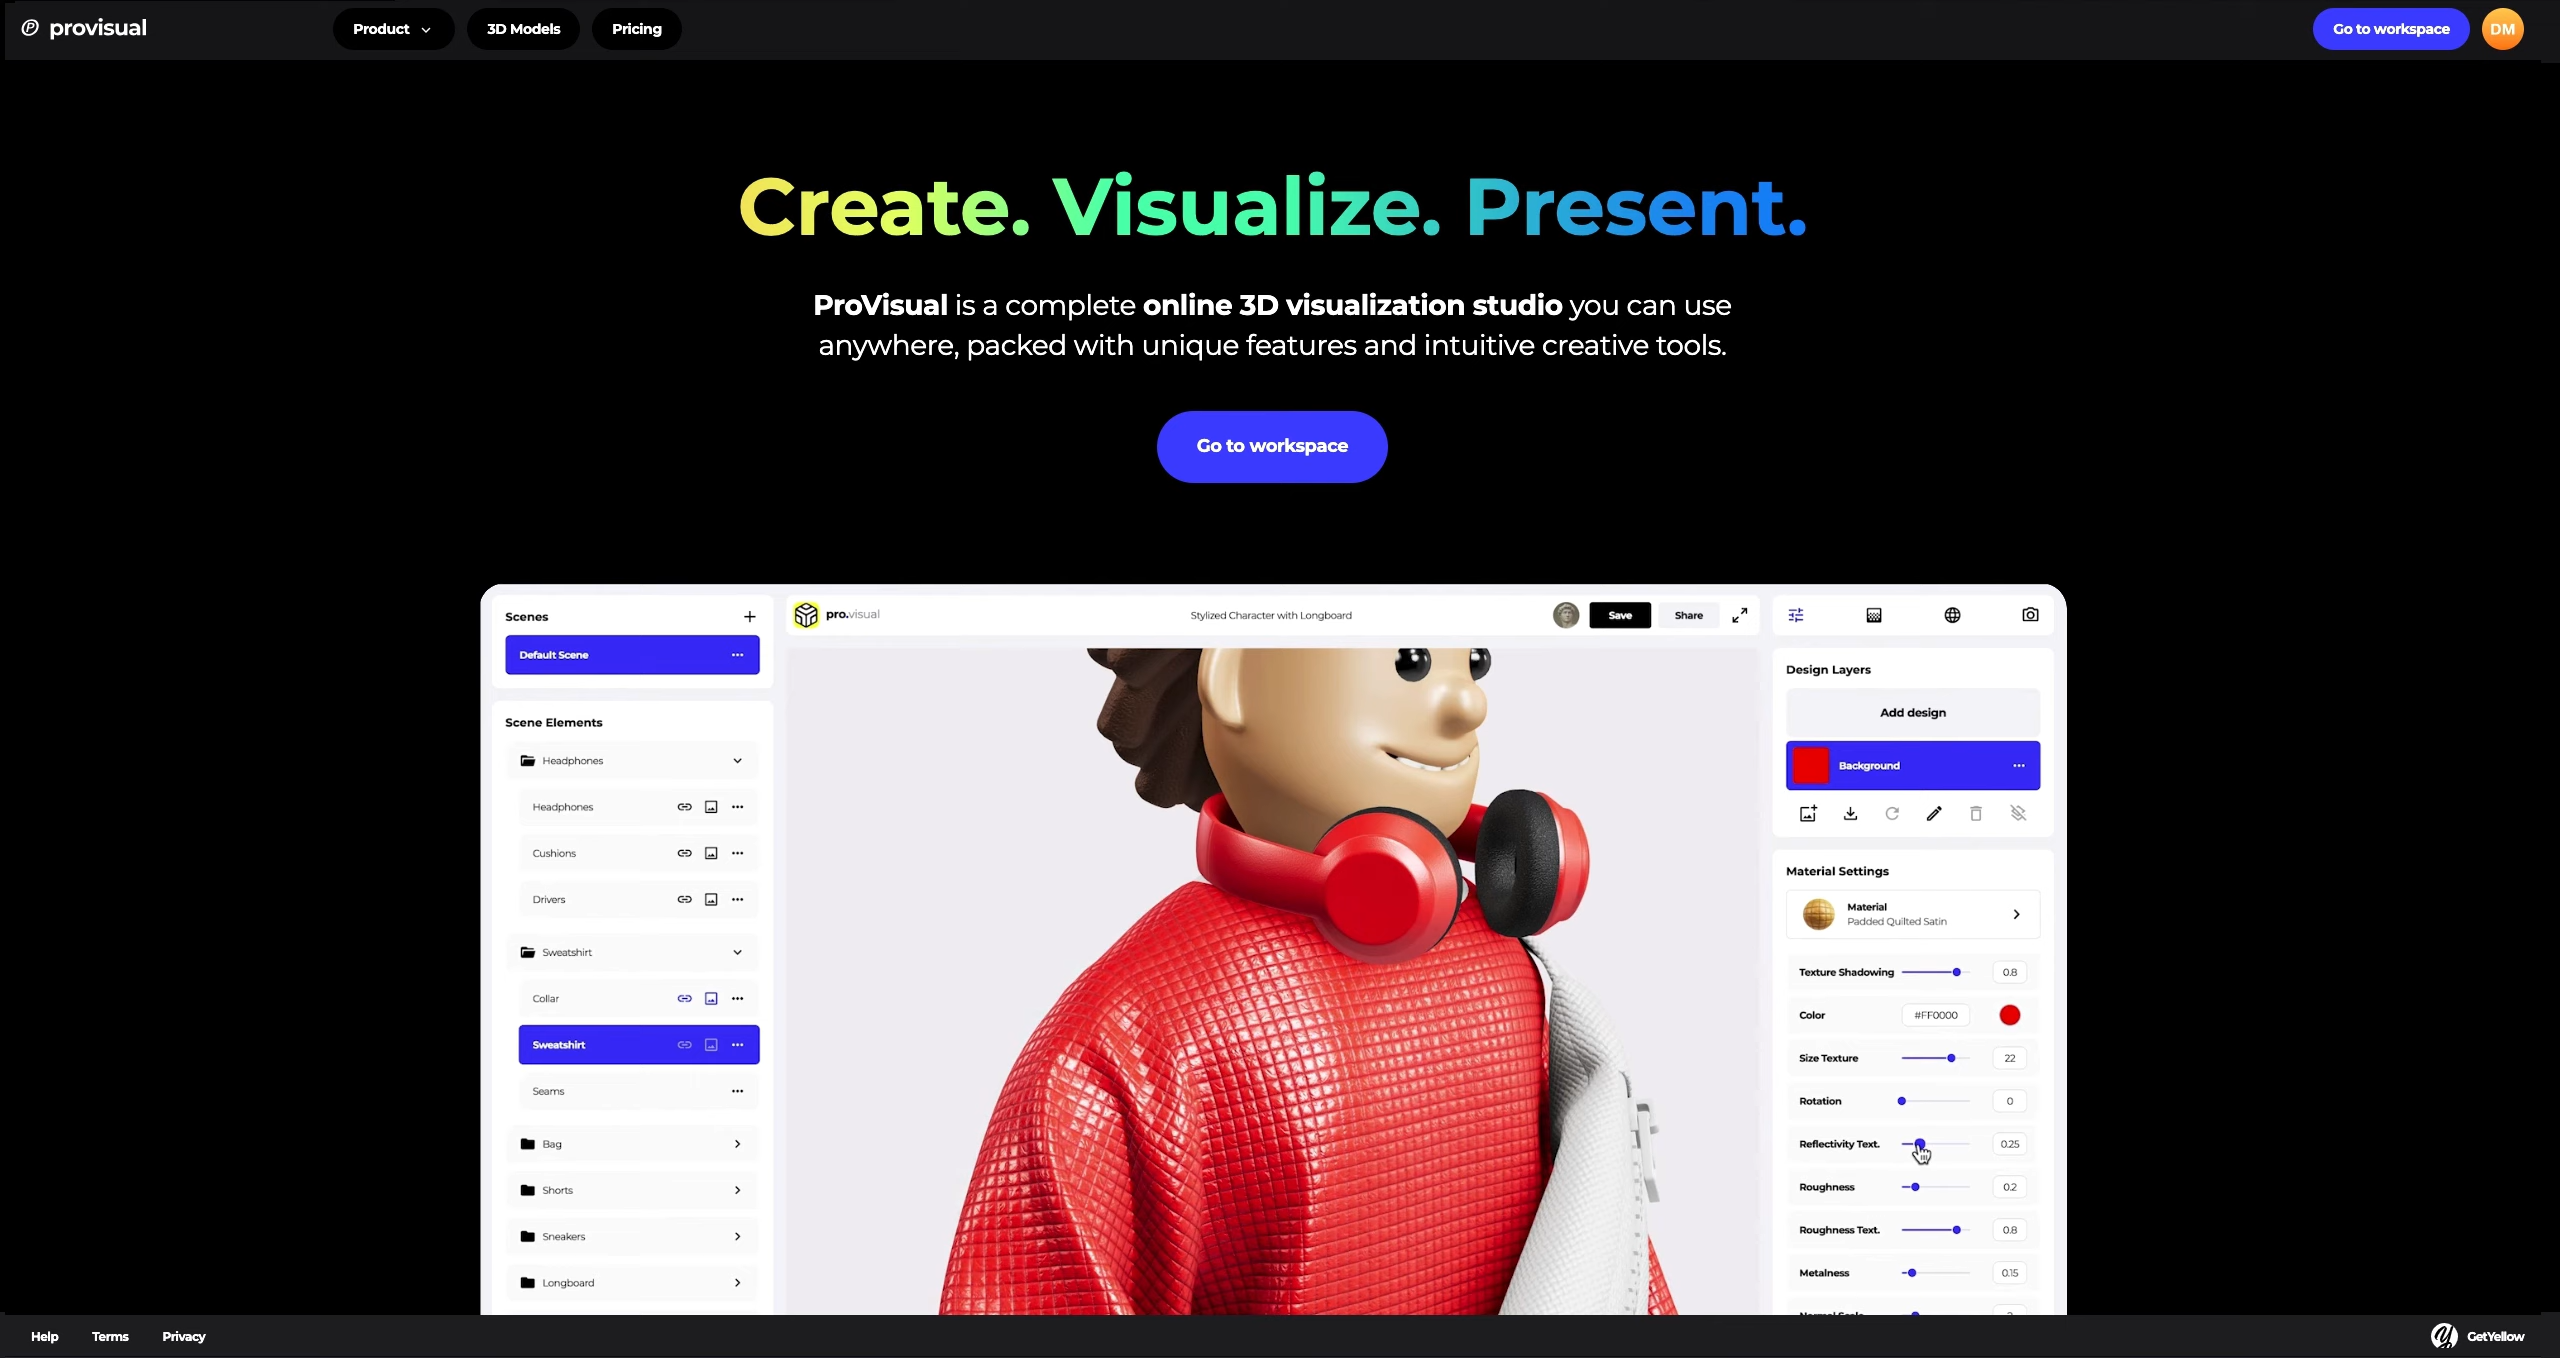 provisual
Product
3D Models
Pricing
Go to workspace
DM
Create. Visualize. Present.
ProVisual is a complete online 3D visualization studio you can use
anywhere, packed with unique features and intuitive creative tools.
Go to workspace
Scenes
Default Scene
Scene Elements
Headphones
Headphones
Cushions
Drivers
Sweatshirt
Collar
Sweatshirt
Seams
Bag
Shorts
Sneakers
Longboard
pro.visual
Stylized Character with Longboard
Save
Share
Design Layers
Add design
Background
Material Settings
Material
Padded Quilted Satin
Texture Shadowing 0.8
Color #FF0000
Size Texture 22
Rotation 0
Reflectivity Text. 0.25
Roughness 0.2
Roughness Text. 0.8
Metalness 0.15
Help
Terms
Privacy
GetYellow